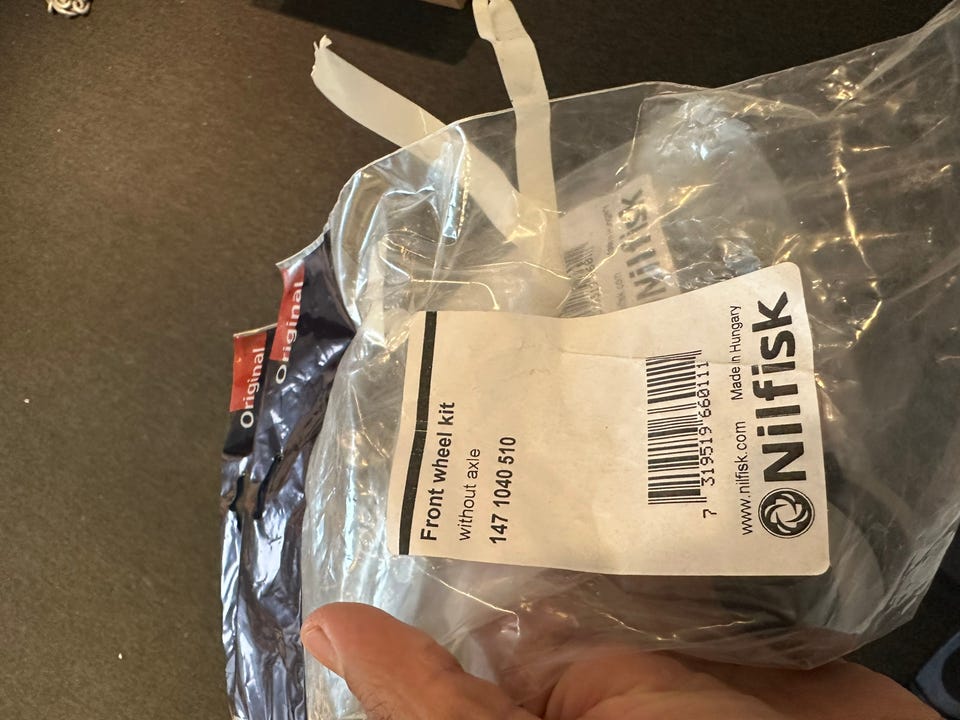 Front wheel kit
without axle
147 1040 510
7 319519 660111
www.nilfisk.com Made in Hungary
Nilfisk
Original
Original
Nilfisk